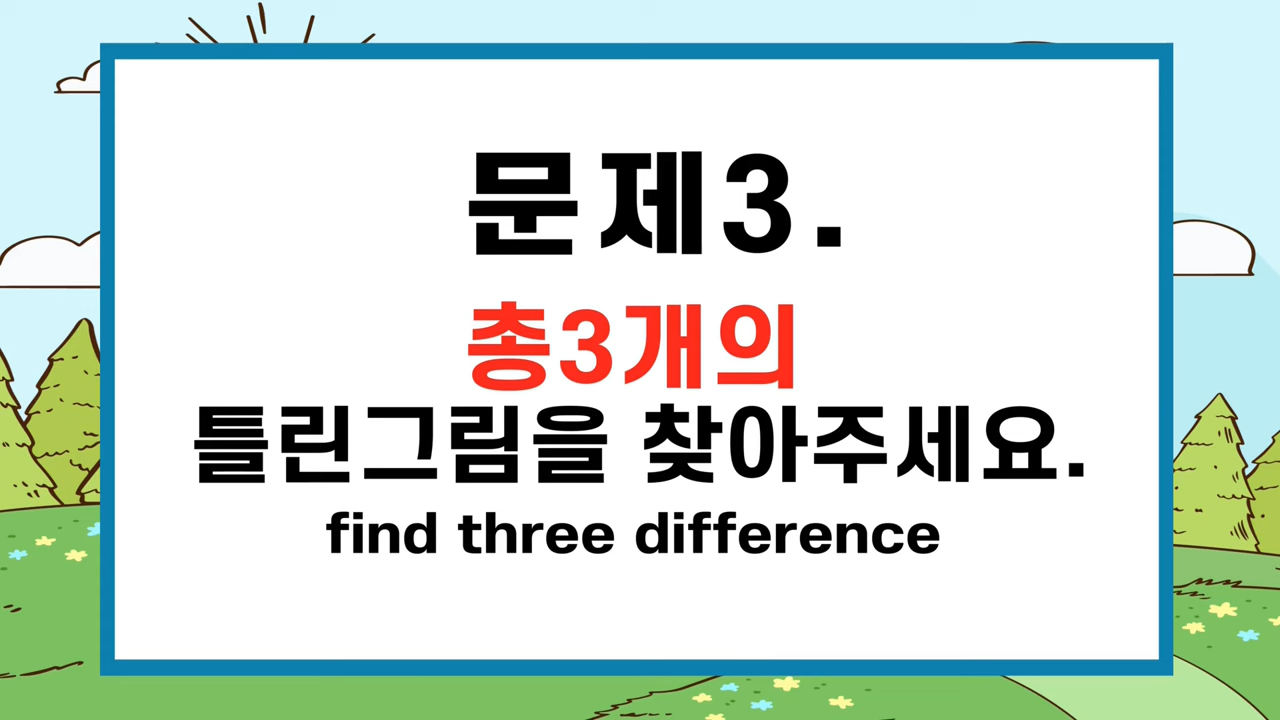 문제3.
총3개의
틀린그림을 찾아주세요.
find three difference